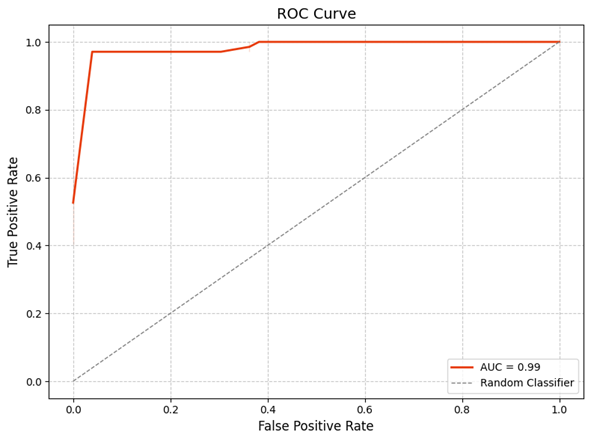 ROC Curve
True Positive Rate
1.0
0.8
0.6
0.4
0.2
0.0
0.0
0.2
0.4
0.6
0.8
1.0
False Positive Rate
AUC = 0.99
Random Classifier